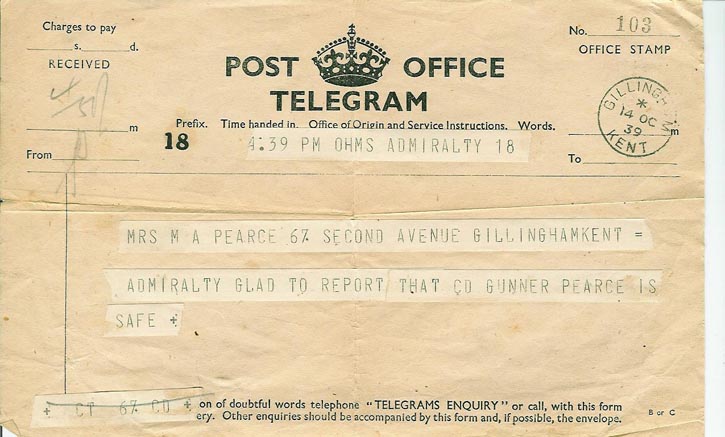 Charges to pay
s. d.
RECEIVED
m
From
POST OFFICE
TELEGRAM
No. 103
OFFICE STAMP
GILLINGHAM
*
14 OC
39
KENT
m
To
Prefix. Time handed in. Office of Origin and Service Instructions. Words.
18
4.39 PM OHMS ADMIRALTY 18
MRS M A PEARCE 67 SECOND AVENUE GILLINGHAMKENT =
ADMIRALTY GLAD TO REPORT THAT CD GUNNER PEARCE IS
SAFE +
+ CT 67 CD + on of doubtful words telephone “TELEGRAMS ENQUIRY” or call, with this form
ery. Other enquiries should be accompanied by this form and, if possible, the envelope.
B or C